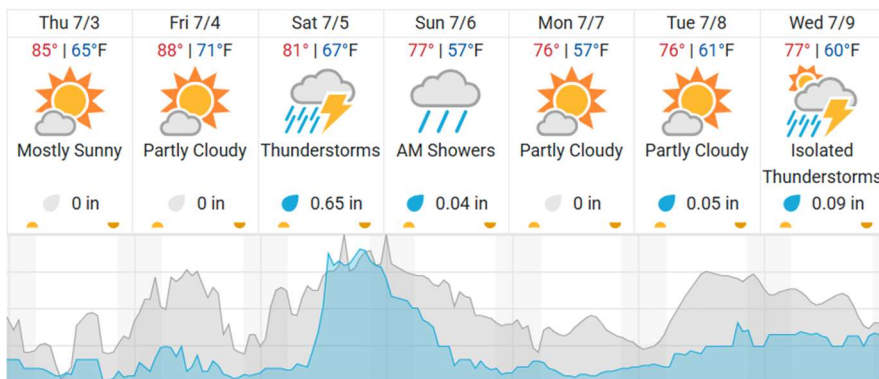 Thu 7/3 Fri 7/4 Sat 7/5 Sun 7/6 Mon 7/7 Tue 7/8 Wed 7/9
85° | 65°F 88° | 71°F 81° | 67°F 77° | 57°F 76° | 57°F 76° | 61°F 77° | 60°F
Mostly Sunny Partly Cloudy Thunderstorms AM Showers Partly Cloudy Partly Cloudy Isolated
Thunderstorms
0 in 0 in 0.65 in 0.04 in 0 in 0.05 in 0.09 in